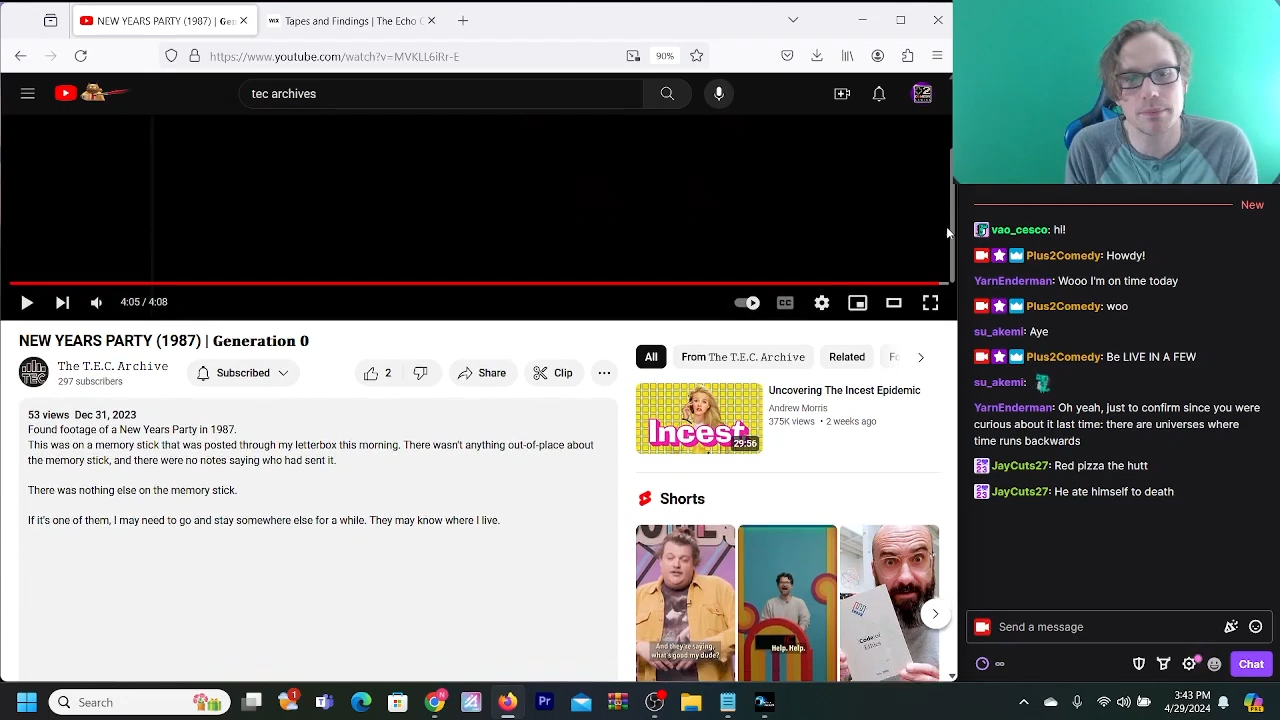 NEW YEARS PARTY (1987) | Gen
WIX
Tapes and Findings | The Echo
https://www.youtube.com/watch?v=MVKLL6iRr-E
90%
tec archives
New
vao_cesco: hi!
Plus2Comedy: Howdy!
YarnEnderman: Wooo I'm on time today
Plus2Comedy: woo
su_akemi: Aye
Plus2Comedy: Be LIVE IN A FEW
su_akemi:
YarnEnderman: Oh yeah, just to confirm since you were
curious about it last time: there are universes where
time runs backwards
JayCuts27: Red pizza the hutt
JayCuts27: He ate himself to death
4:05 / 4:08
CC
NEW YEARS PARTY (1987) | Generation 0
The T.E.C. Archive
297 subscribers
Subscribed
2
Share
Clip
53 views Dec 31, 2023
Found footage of a New Years Party in 1987.
This was on a memory stick that was posted through my letterbox this morning. There wasn't anything out-of-place about
the memory stick, and there were no notes saying who had sent it.
There was nothing else on the memory stick.
If it's one of them, I may need to go and stay somewhere else for a while. They may know where I live.
All
From The T.E.C. Archive
Related
Incest
29:56
Uncovering The Incest Epidemic
Andrew Morris
375K views • 2 weeks ago
Shorts
And they're saying,
what's good my dude?
Help. Help.
Code of
Ethics
Send a message
Chat
Search
1
N
Pr
3:43 PM
4/29/2024
PRE